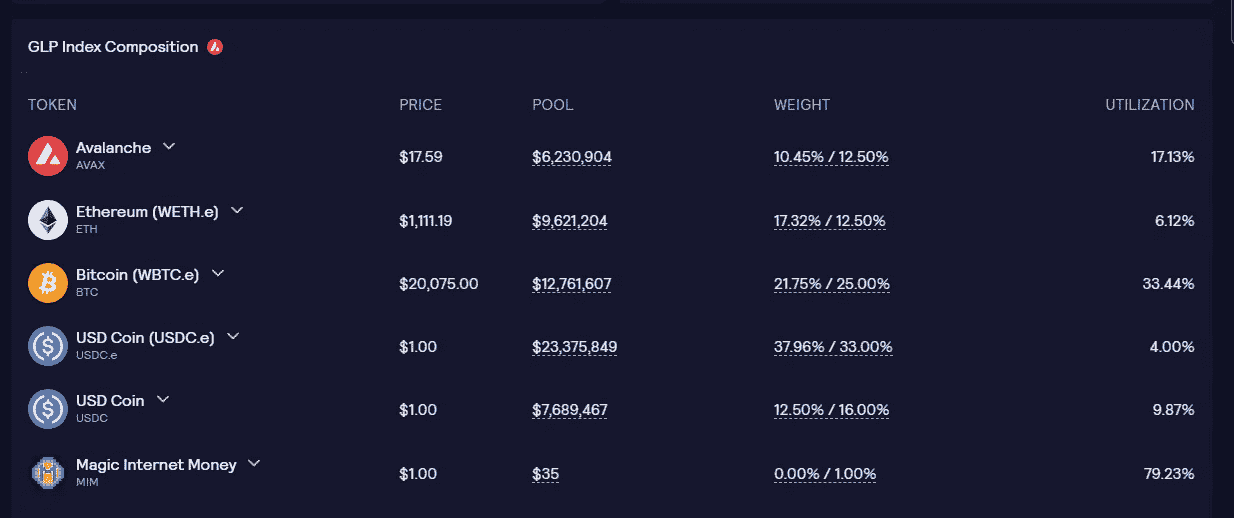 GLP Index Composition
TOKEN PRICE POOL WEIGHT UTILIZATION
Avalanche
AVAX
$17.59 $6,230,904 10.45% / 12.50% 17.13%
Ethereum (WETH.e)
ETH
$1,111.19 $9,621,204 17.32% / 12.50% 6.12%
Bitcoin (WBTC.e)
BTC
$20,075.00 $12,761,607 21.75% / 25.00% 33.44%
USD Coin (USDC.e)
USDC.e
$1.00 $23,375,849 37.96% / 33.00% 4.00%
USD Coin
USDC
$1.00 $7,689,467 12.50% / 16.00% 9.87%
Magic Internet Money
MIM
$1.00 $35 0.00% / 1.00% 79.23%